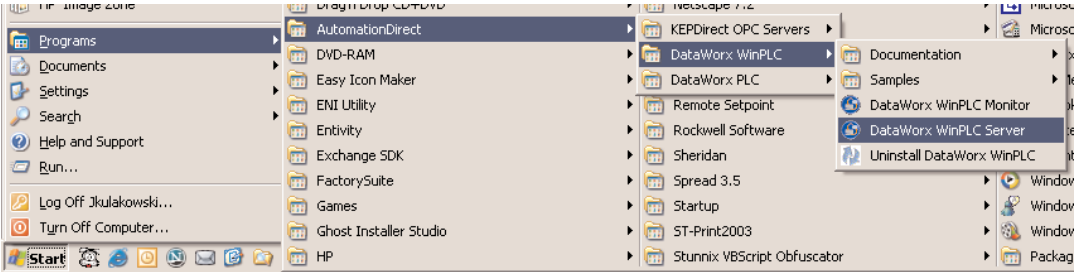 HP Image Zone
Programs
Documents
Settings
Search
Help and Support
Run...
Log Off Jkulakowski...
Turn Off Computer...
Start
Drag'n Drop CD+DVD
AutomationDirect
DVD-RAM
Easy Icon Maker
ENI Utility
Entivity
Exchange SDK
FactorySuite
Games
Ghost Installer Studio
HP
Netscape 7.2
KEPDirect OPC Servers
DataWorx WinPLC
DataWorx PLC
Remote Setpoint
Rockwell Software
Sheridan
Spread 3.5
Startup
ST-Print2003
Stunnix VBScript Obfuscator
Documentation
Samples
DataWorx WinPLC Monitor
DataWorx WinPLC Server
Uninstall DataWorx WinPLC
Microsc
Microsc
Window
Window
Window
Packag